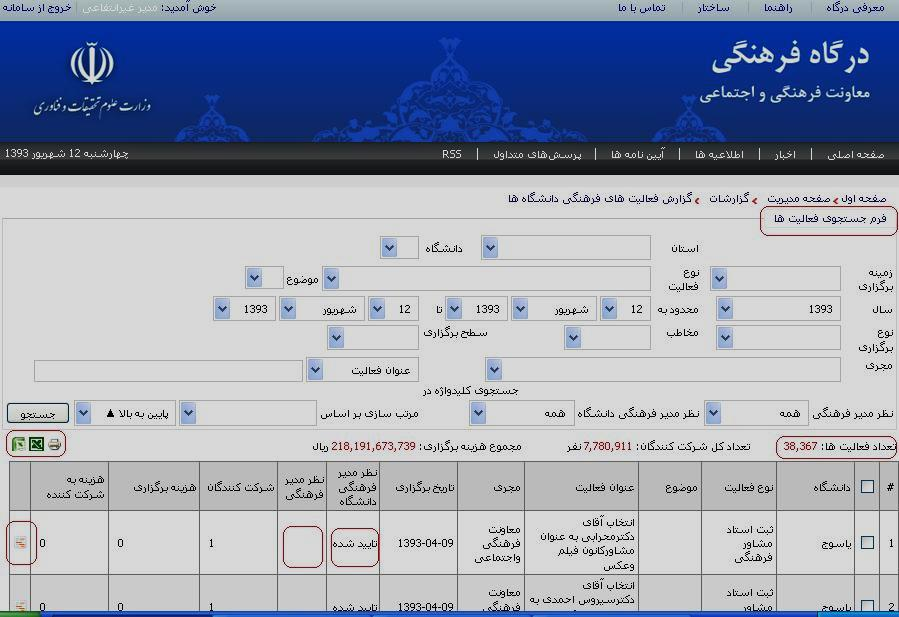 معرفی درگاه | راهنما | ساختار | تماس با ما
خوش آمدید: مدیر غیرانتفاعی | خروج از سامانه
درگاه فرهنگی
معاونت فرهنگی و اجتماعی
وزارت علوم تحقیقات و فناوری
صفحه اصلی | اخبار | اطلاعیه ها | آیین نامه ها | پرسش‌های متداول | RSS
چهارشنبه 12 شهریور 1393
صفحه اول صفحه مدیریت گزارشات گزارش فعالیت های فرهنگی دانشگاه ها
فرم جستجوی فعالیت ها
استان دانشگاه
زمینه برگزاری نوع فعالیت موضوع
سال 1393 محدود به 12 شهریور 1393 تا 12 شهریور 1393
نوع برگزاری مخاطب سطح برگزاری
مجری عنوان فعالیت
جستجوی کلیدواژه در
نظر مدیر فرهنگی همه نظر مدیر فرهنگی دانشگاه همه مرتب سازی بر اساس پایین به بالا ▲ جستجو
تعداد فعالیت ها: 38,367 تعداد کل شرکت کنندگان: 7,780,911 نفر مجموع هزینه برگزاری: 218,191,673,739 ریال
# دانشگاه نوع فعالیت موضوع عنوان فعالیت مجری تاریخ برگزاری نظر مدیر فرهنگی دانشگاه نظر مدیر فرهنگی شرکت کنندگان هزینه برگزاری هزینه به شرکت کننده
1 یاسوج ثبت اسناد مشاور فرهنگی انتخاب آقای دکترمحرابی به عنوان مشاورکانون فیلم وعکس معاونت فرهنگی واجتماعی 1393-04-09 تایید شده 1 0 0
2 یاسوج ثبت اسناد مشاور انتخاب آقای دکترسیروس احمدی به معاونت فرهنگی 1393-04-09 تایید شده 1 0 0